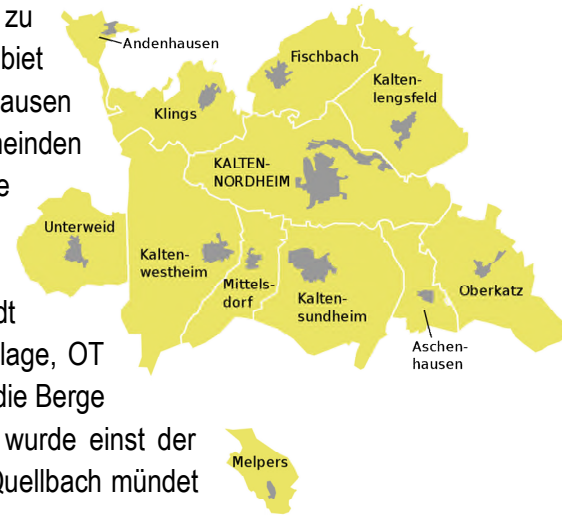 zu
biet
ausen
neinden
e
dt
lage, OT
die Berge
wurde einst der
Quellbach mündet
Andenhausen
Fischbach
Kalten-
lengsfeld
Klings
KALTEN-
NORDHEIM
Unterweid
Kalten-
westheim
Mittels-
dorf
Kalten-
sundheim
Oberkatz
Aschen-
hausen
Melpers